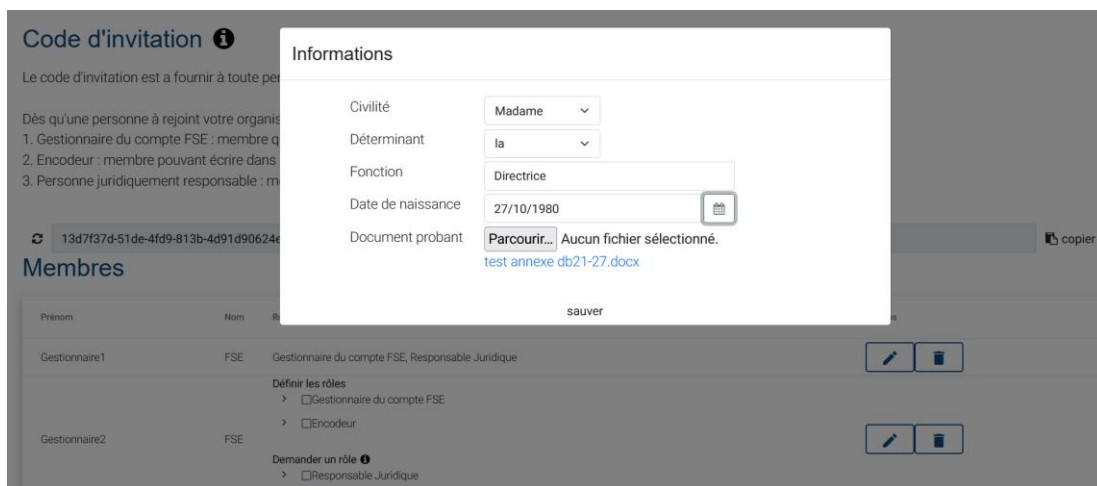 Code d'invitation
Le code d'invitation est a fournir à toute per
Dès qu'une personne à rejoint votre organis
1. Gestionnaire du compte FSE : membre q
2. Encodeur : membre pouvant écrire dans
3. Personne juridiquement responsable : m
13d7f37d-51de-4fd9-813b-4d91d90624e
copier
Membres
Informations
Civilité Madame
Déterminant la
Fonction Directrice
Date de naissance 27/10/1980
Document probant Parcourir... Aucun fichier sélectionné.
test annexe db21-27.docx
sauver
Prénom Nom
Gestionnaire1 FSE Gestionnaire du compte FSE, Responsable Juridique
Définir les rôles
Gestionnaire du compte FSE
Encodeur
Gestionnaire2 FSE
Demander un rôle
Responsable Juridique